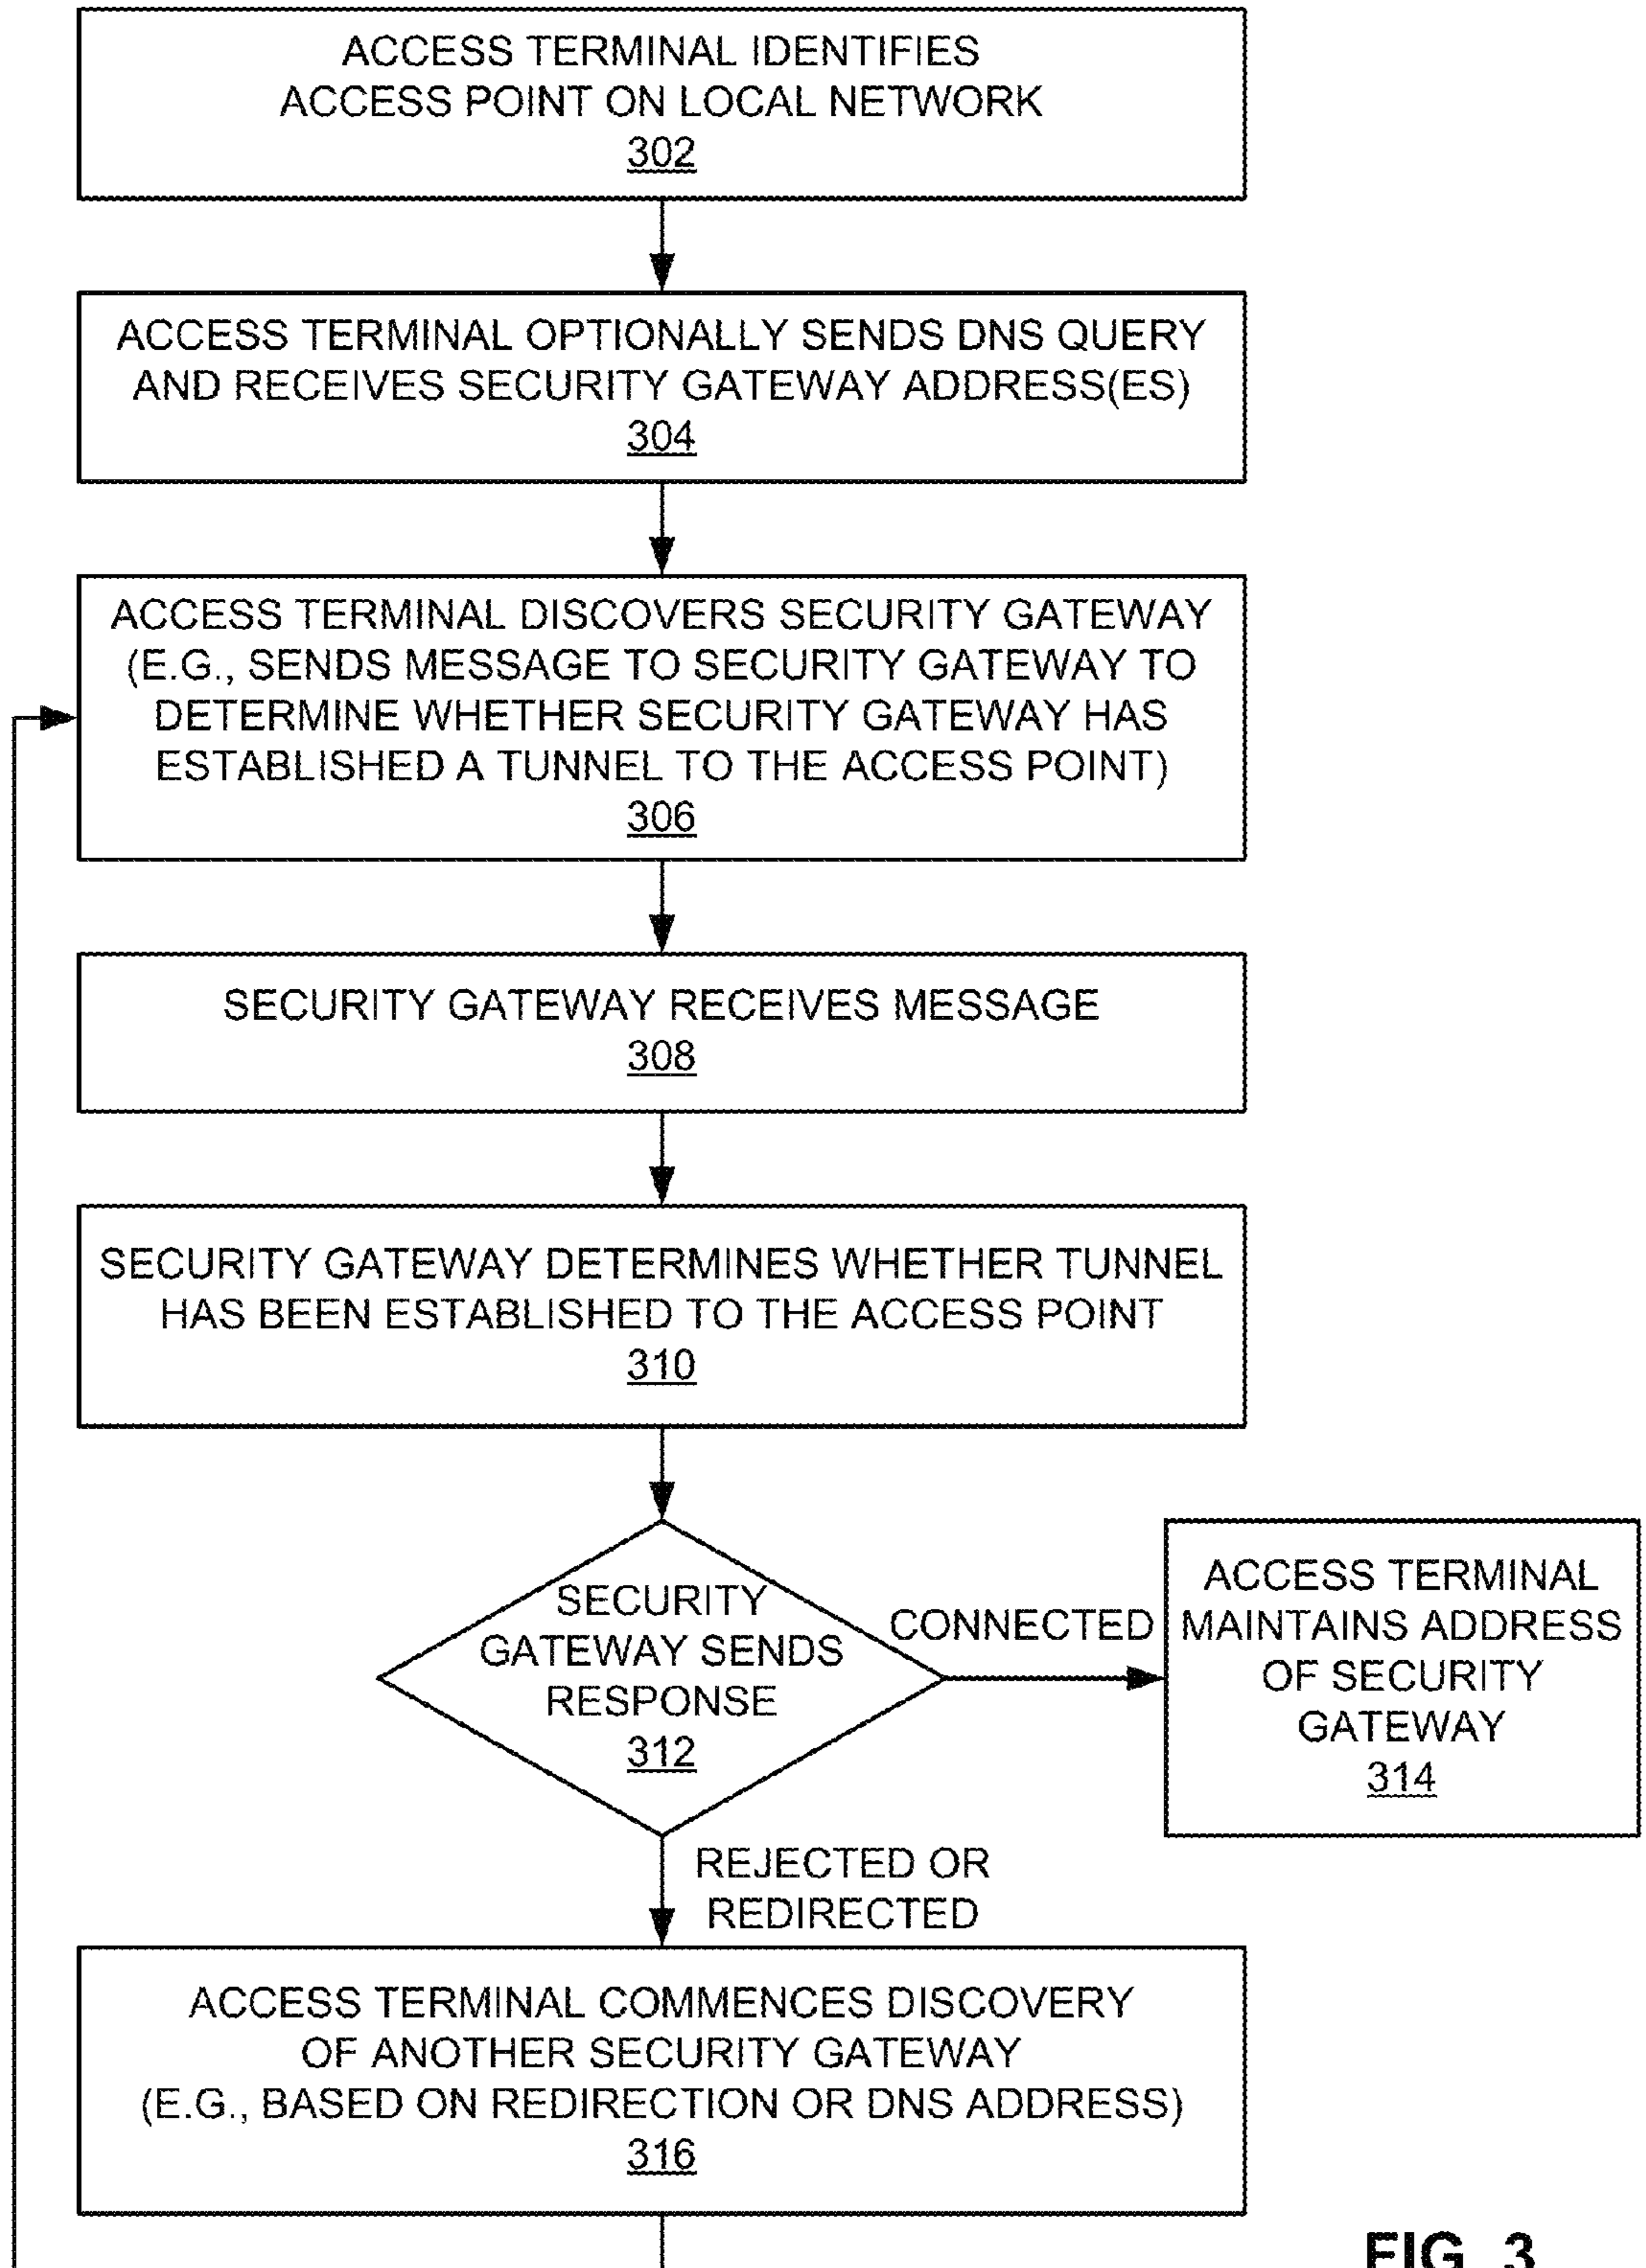 ACCESS TERMINAL IDENTIFIES
ACCESS POINT ON LOCAL NETWORK
302
ACCESS TERMINAL OPTIONALLY SENDS DNS QUERY
AND RECEIVES SECURITY GATEWAY ADDRESS(ES)
304
ACCESS TERMINAL DISCOVERS SECURITY GATEWAY
(E.G., SENDS MESSAGE TO SECURITY GATEWAY TO
DETERMINE WHETHER SECURITY GATEWAY HAS
ESTABLISHED A TUNNEL TO THE ACCESS POINT)
306
SECURITY GATEWAY RECEIVES MESSAGE
308
SECURITY GATEWAY DETERMINES WHETHER TUNNEL
HAS BEEN ESTABLISHED TO THE ACCESS POINT
310
SECURITY
GATEWAY SENDS
RESPONSE
312
CONNECTED
ACCESS TERMINAL
MAINTAINS ADDRESS
OF SECURITY
GATEWAY
314
REJECTED OR
REDIRECTED
ACCESS TERMINAL COMMENCES DISCOVERY
OF ANOTHER SECURITY GATEWAY
(E.G., BASED ON REDIRECTION OR DNS ADDRESS)
316
FIG. 3